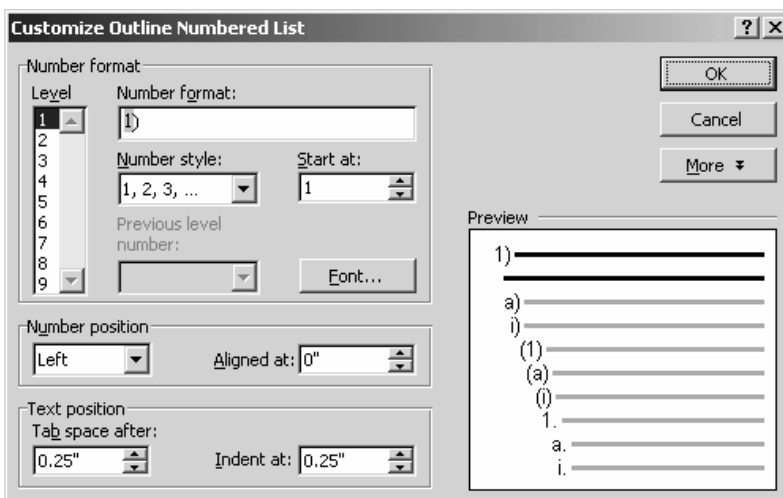 Customize Outline Numbered List
? X
Number format
Level
1
2
3
4
5
6
7
8
9
Number format:
1)
Number style:
1, 2, 3, ...
Start at:
1
Previous level
number:
Font...
Number position
Left
Aligned at: 0"
Text position
Tab space after:
0.25"
Indent at: 0.25"
OK
Cancel
More
Preview
1)
a)
i)
(1)
(a)
(i)
1.
a.
i.